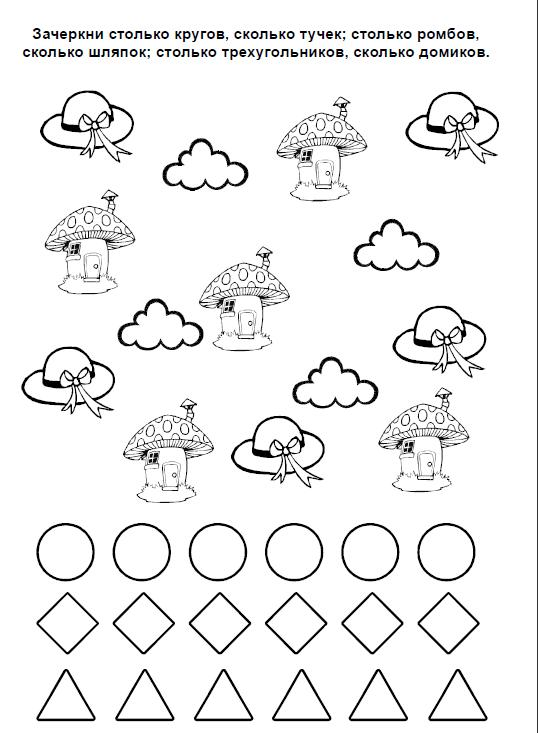 Зачеркни столько кругов, сколько тучек; столько ромбов,
сколько шляпок; столько трехугольников, сколько домиков.